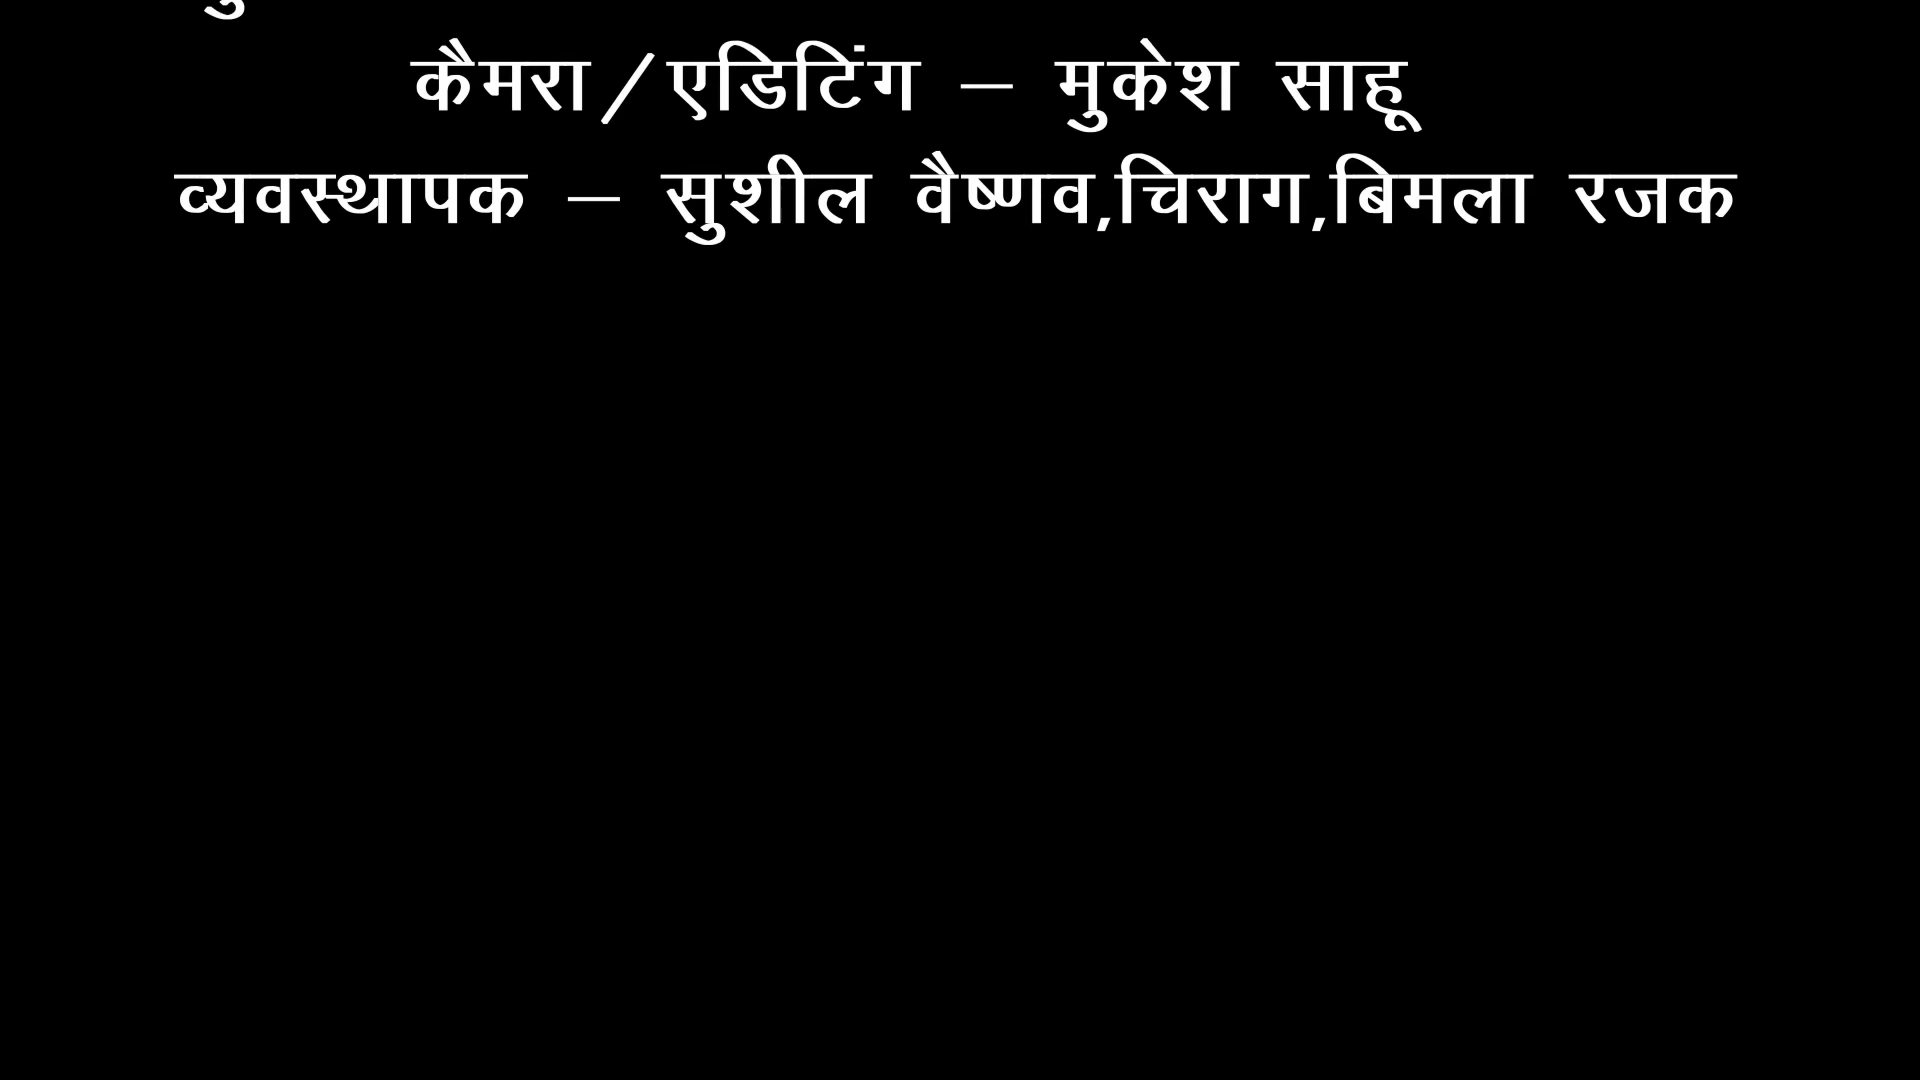 कैमरा/एडिटिंग – मुकेश साहू
व्यवस्थापक – सुशील वैष्णव,चिराग,बिमला रजक